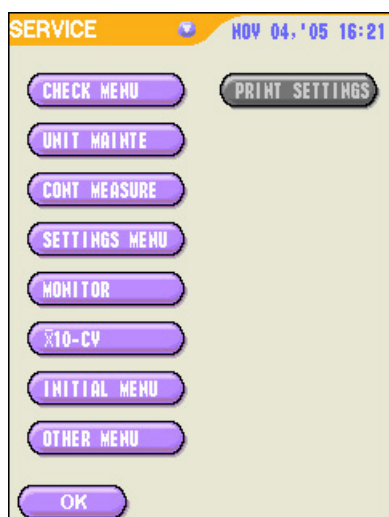 SERVICE
NOV 04,'05 16:21
CHECK MENU
PRINT SETTINGS
UNIT MAINTE
CONT MEASURE
SETTINGS MENU
MONITOR
X̄10-CV
INITIAL MENU
OTHER MENU
OK